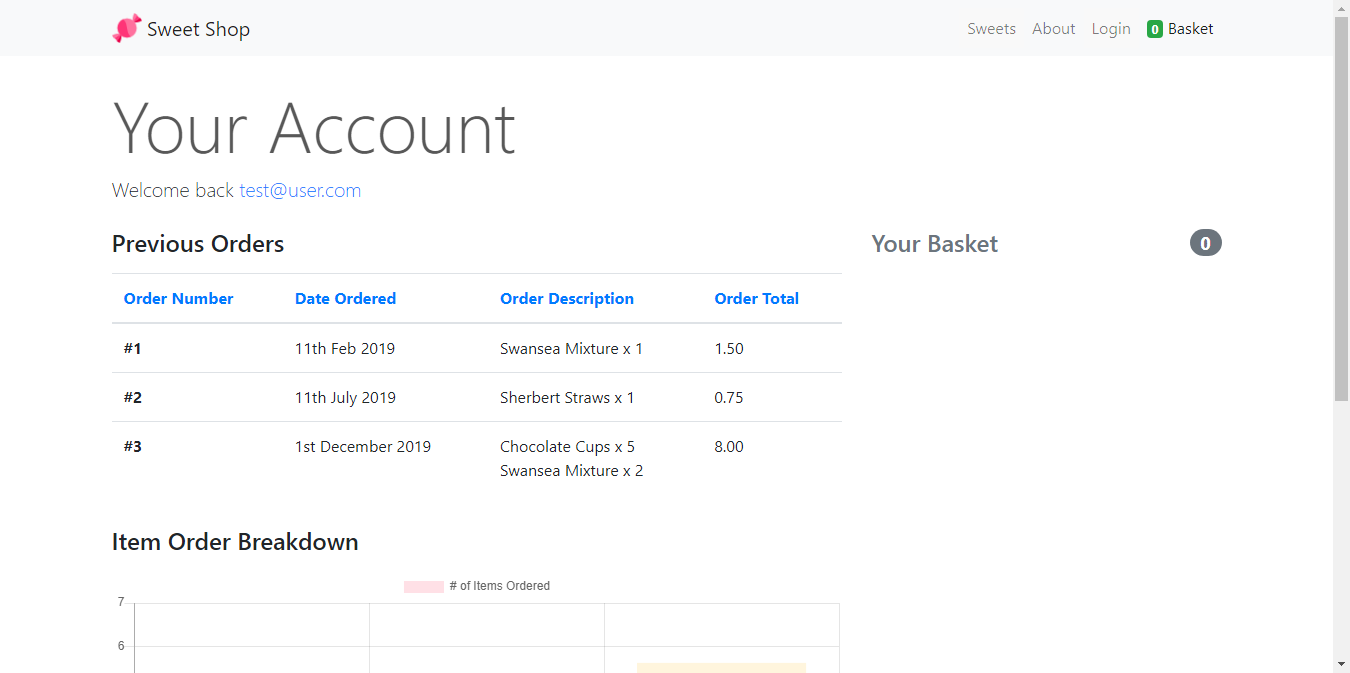 Sweet Shop
Sweets About Login 0 Basket
Your Account
Welcome back test@user.com
Previous Orders
Order Number Date Ordered Order Description Order Total
#1 11th Feb 2019 Swansea Mixture x 1 1.50
#2 11th July 2019 Sherbert Straws x 1 0.75
#3 1st December 2019 Chocolate Cups x 5 8.00
Swansea Mixture x 2
Your Basket 0
Item Order Breakdown
# of Items Ordered
7
6